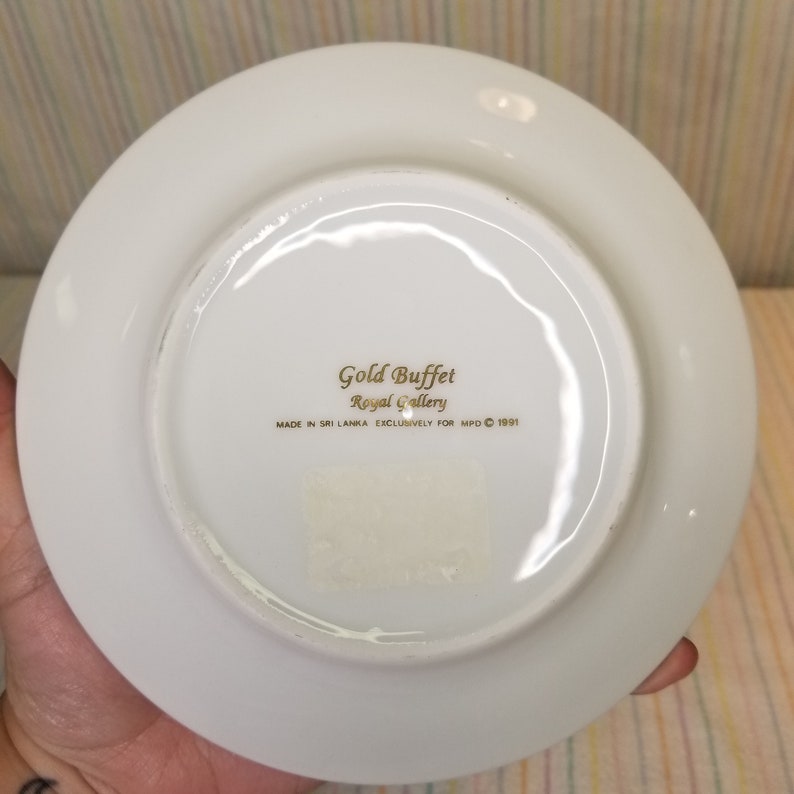 Gold Buffet
Royal Gallery
MADE IN SRI LANKA EXCLUSIVELY FOR MPD © 1991